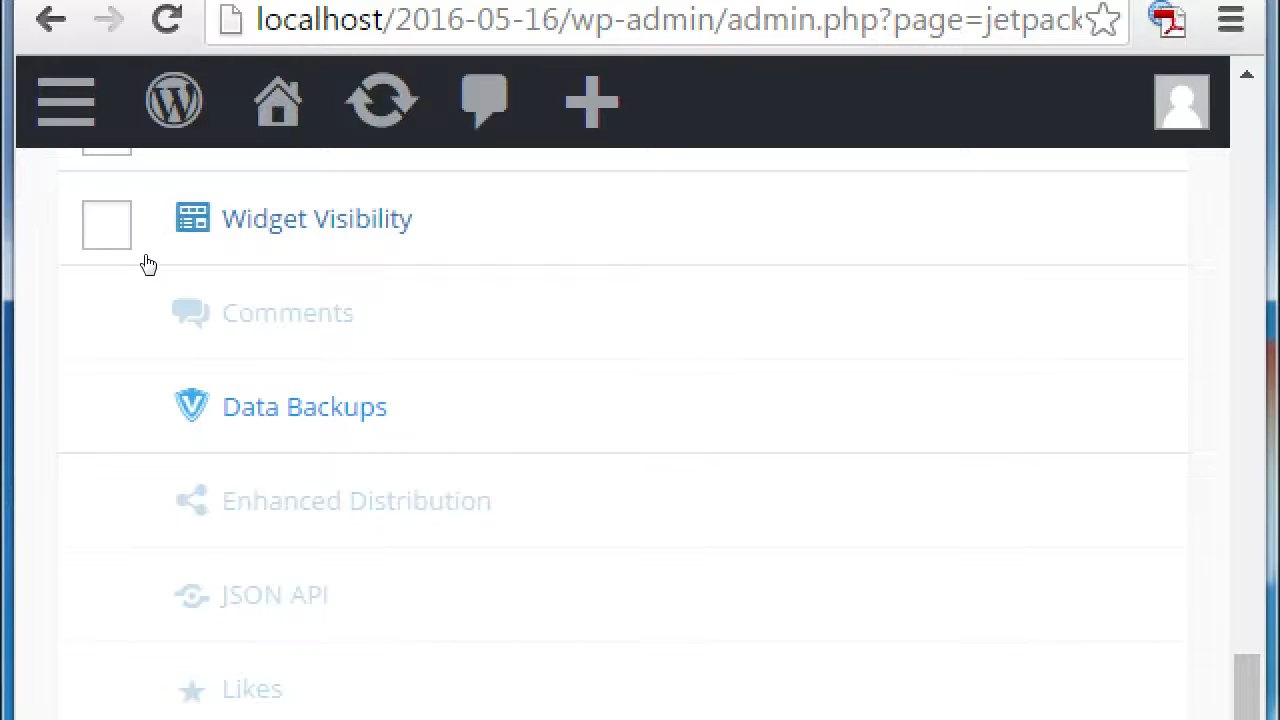 localhost/2016-05-16/wp-admin/admin.php?page=jetpack
Widget Visibility
Comments
Data Backups
Enhanced Distribution
JSON API
Likes